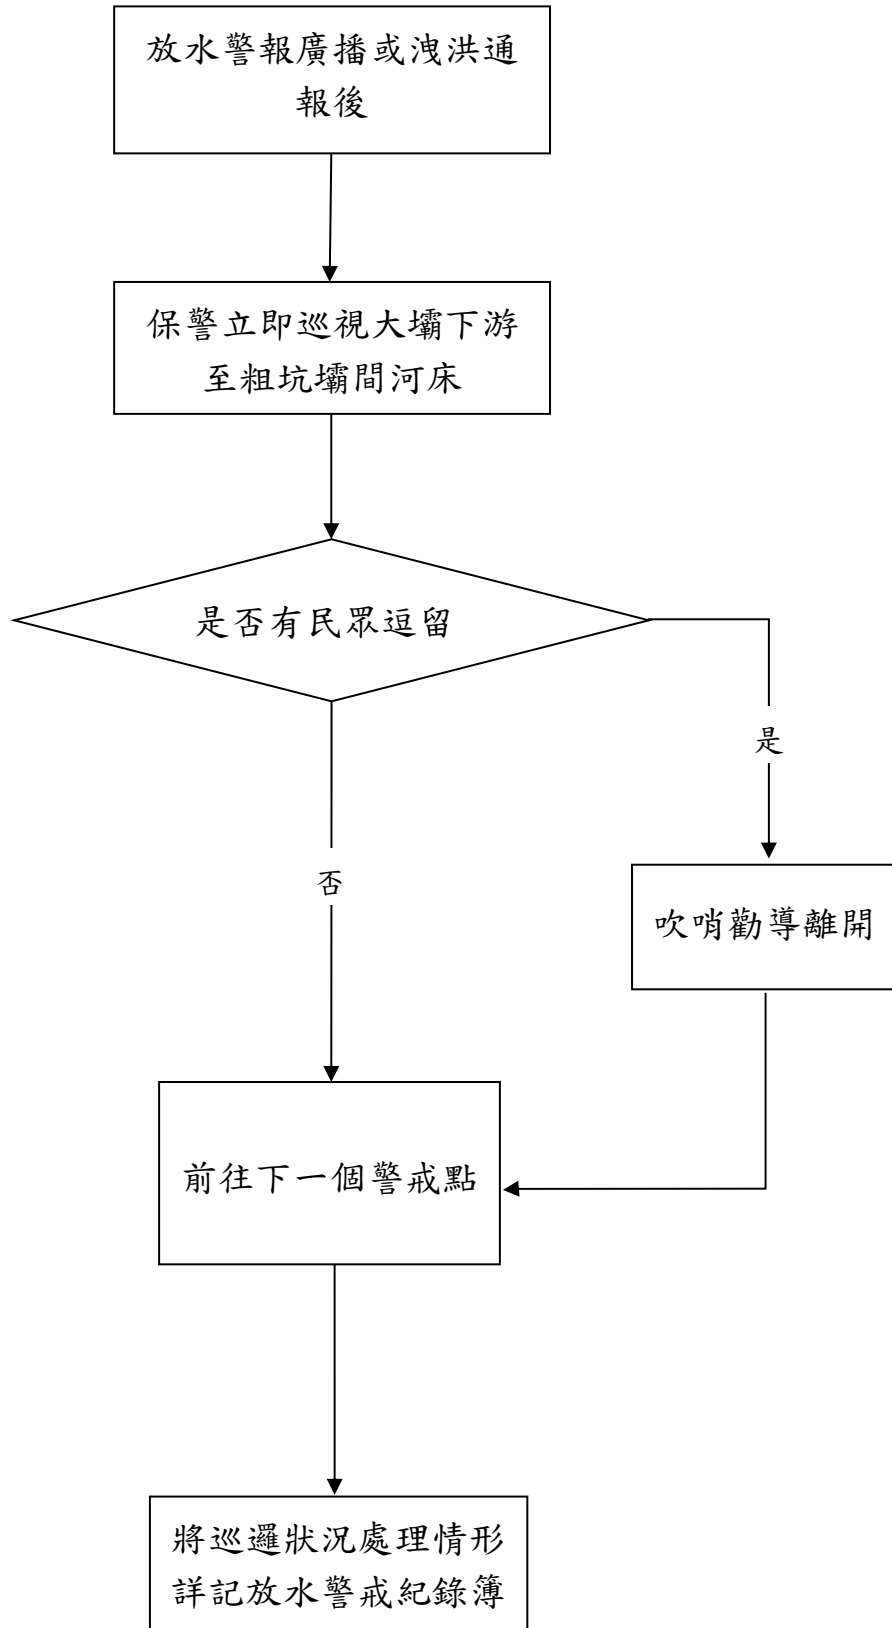 放水警報廣播或洩洪通
報後
保警立即巡視大壩下游
至粗坑壩間河床
是否有民眾逗留
是
否
吹哨勸導離開
前往下一個警戒點
將巡邏狀況處理情形
詳記放水警戒紀錄簿